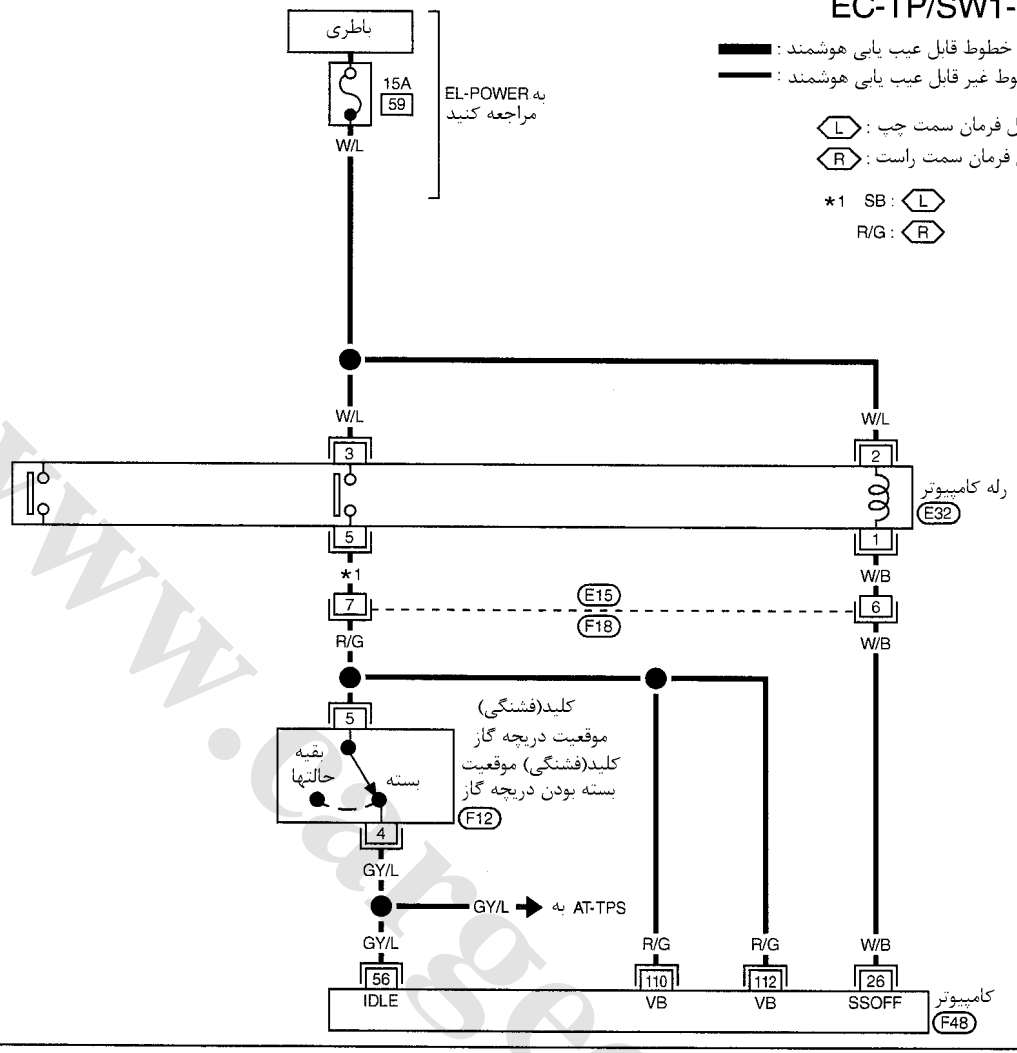 EC-TP/SW1-
خطوط قابل عیب یابی هوشمند :
غیر قابل عیب یابی هوشمند :
فرمان سمت چپ : L
فرمان سمت راست : R
*1 SB : L
R/G : R
باطری
15A
59
به EL-POWER
مراجعه کنید
W/L
W/L
W/L
3
2
رله کامپیوتر
E32
5
1
*1
W/B
7
E15
F18
6
R/G
W/B
5
کلید(فشنگی)
موقعیت دریچه گاز
کلید(فشنگی) موقعیت
بسته بودن دریچه گاز
F12
بقیه
حالتها
بسته
4
GY/L
GY/L
به AT-TPS
GY/L
R/G
R/G
W/B
56
110
112
26
IDLE
VB
VB
SSOFF
کامپیوتر
F48